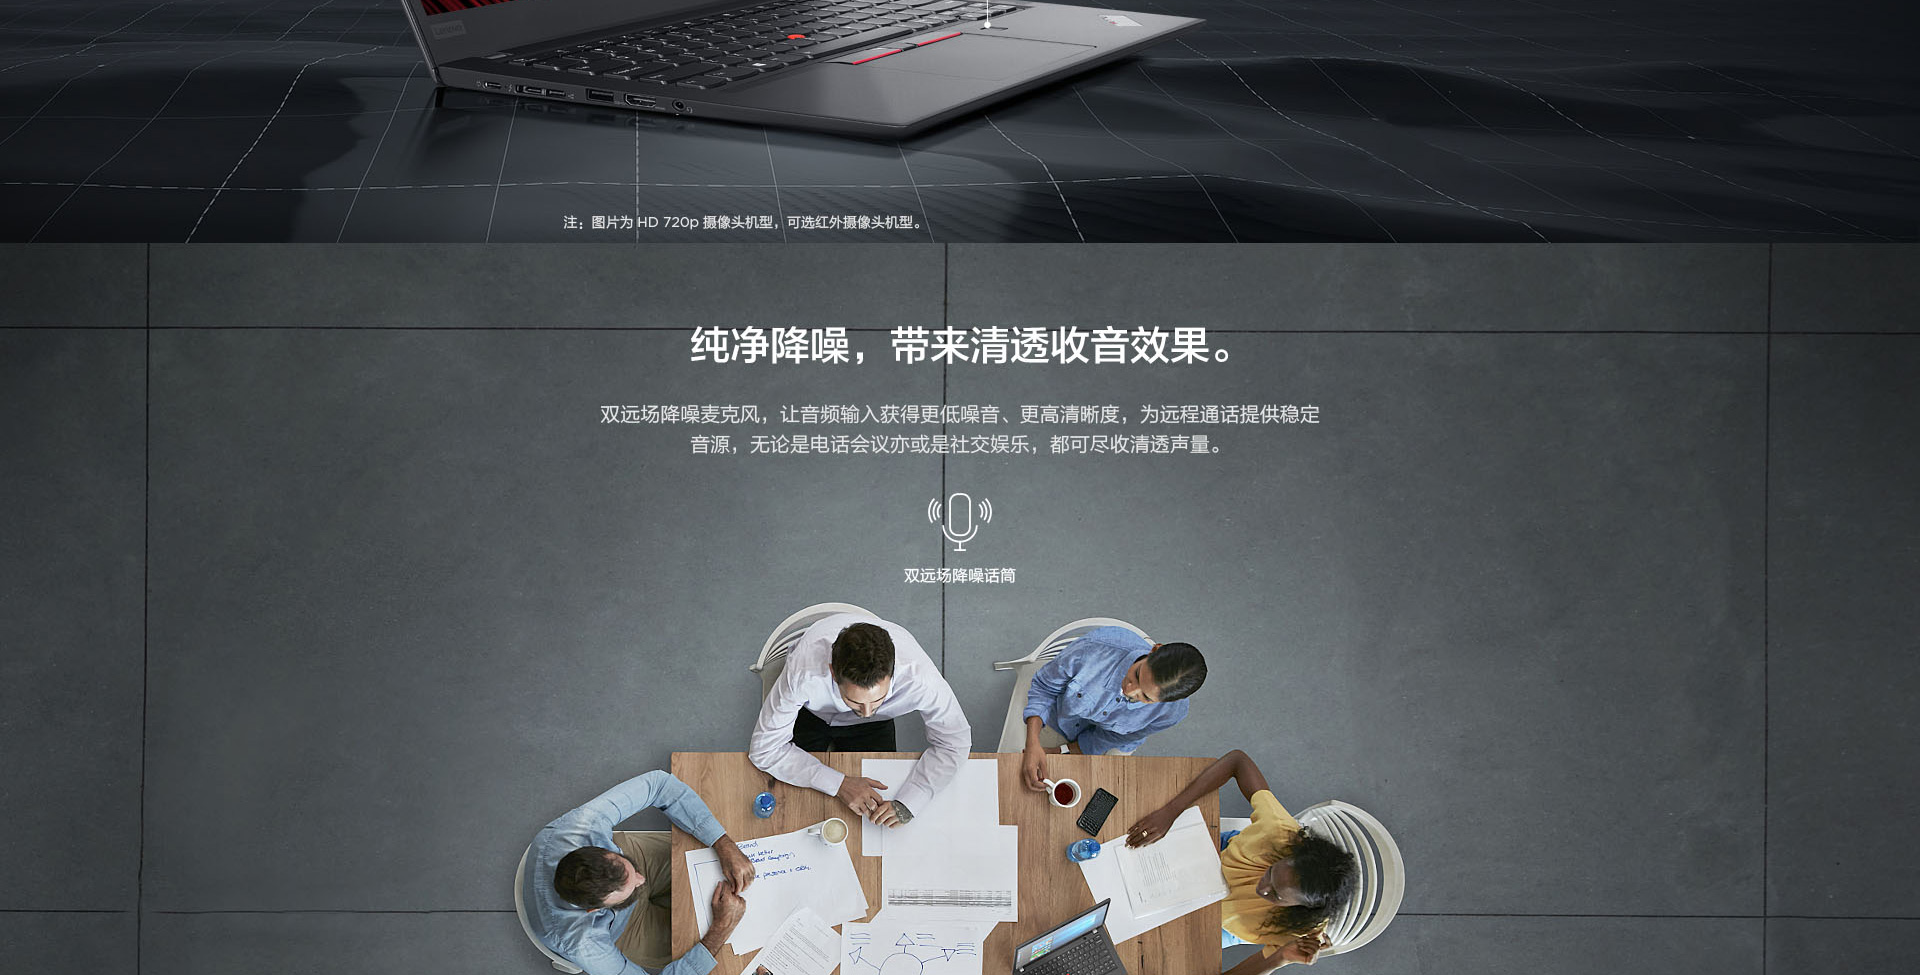 注：图片为 HD 720p 摄像头机型，可选红外摄像头机型。
纯净降噪，带来清透收音效果。
双远场降噪麦克风，让音频输入获得更低噪音、更高清晰度，为远程通话提供稳定
音源，无论是电话会议亦或是社交娱乐，都可尽收清透声量。
双远场降噪话筒